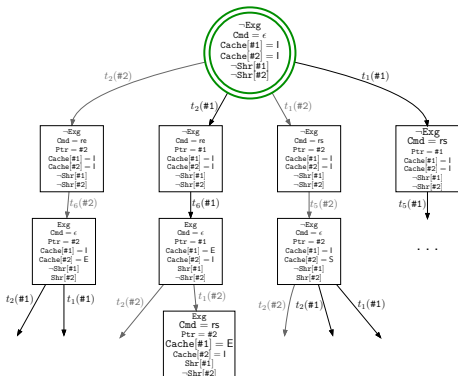 ¬Exg
Cmd = ϵ
Cache[#1] = I
Cache[#2] = I
¬Shr[#1]
¬Shr[#2]
t₂(#2)
t₂(#1)
t₁(#2)
t₁(#1)
¬Exg
Cmd = re
Ptr = #2
Cache[#1] = I
Cache[#2] = I
¬Shr[#1]
¬Shr[#2]
¬Exg
Cmd = re
Ptr = #1
Cache[#1] = I
Cache[#2] = I
¬Shr[#1]
¬Shr[#2]
¬Exg
Cmd = rs
Ptr = #2
Cache[#1] = I
Cache[#2] = I
¬Shr[#1]
¬Shr[#2]
¬Exg
Cmd = rs
Ptr = #1
Cache[#1] = I
Cache[#2] = I
¬Shr[#1]
¬Shr[#2]
t₆(#2)
t₆(#1)
t₅(#2)
t₅(#1)
Exg
Cmd = ϵ
Ptr = #2
Cache[#1] = I
Cache[#2] = E
¬Shr[#1]
Shr[#2]
Exg
Cmd = ϵ
Ptr = #1
Cache[#1] = E
Cache[#2] = I
Shr[#1]
¬Shr[#2]
¬Exg
Cmd = ϵ
Ptr = #2
Cache[#1] = I
Cache[#2] = S
¬Shr[#1]
Shr[#2]
. . .
t₂(#1)
t₁(#1)
t₂(#2)
t₁(#2)
t₂(#2)
t₂(#1)
t₁(#1)
Exg
Cmd = rs
Ptr = #2
Cache[#1] = E
Cache[#2] = I
Shr[#1]
¬Shr[#2]